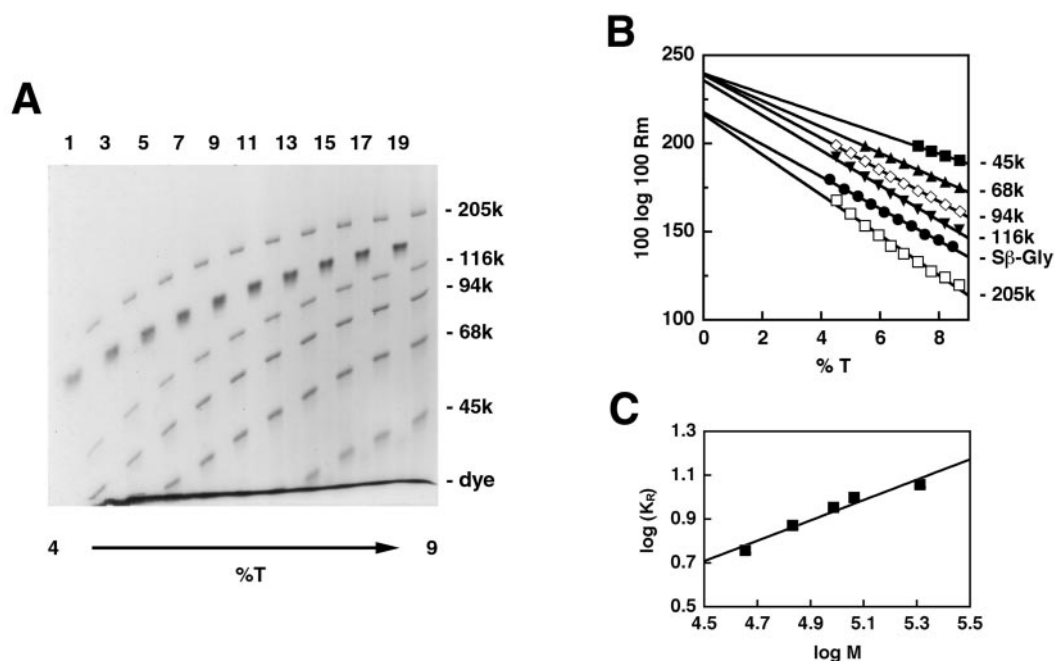 A
1 3 5 7 9 11 13 15 17 19
- 205k
- 116k
- 94k
- 68k
- 45k
- dye
4 9
%T
B
250
200
150
100
100 log 100 Rm
0 2 4 6 8
% T
- 45k
- 68k
- 94k
- 116k
- Sβ-Gly
- 205k
C
1.3
1.1
0.9
0.7
0.5
log (KR)
4.5 4.7 4.9 5.1 5.3 5.5
log M